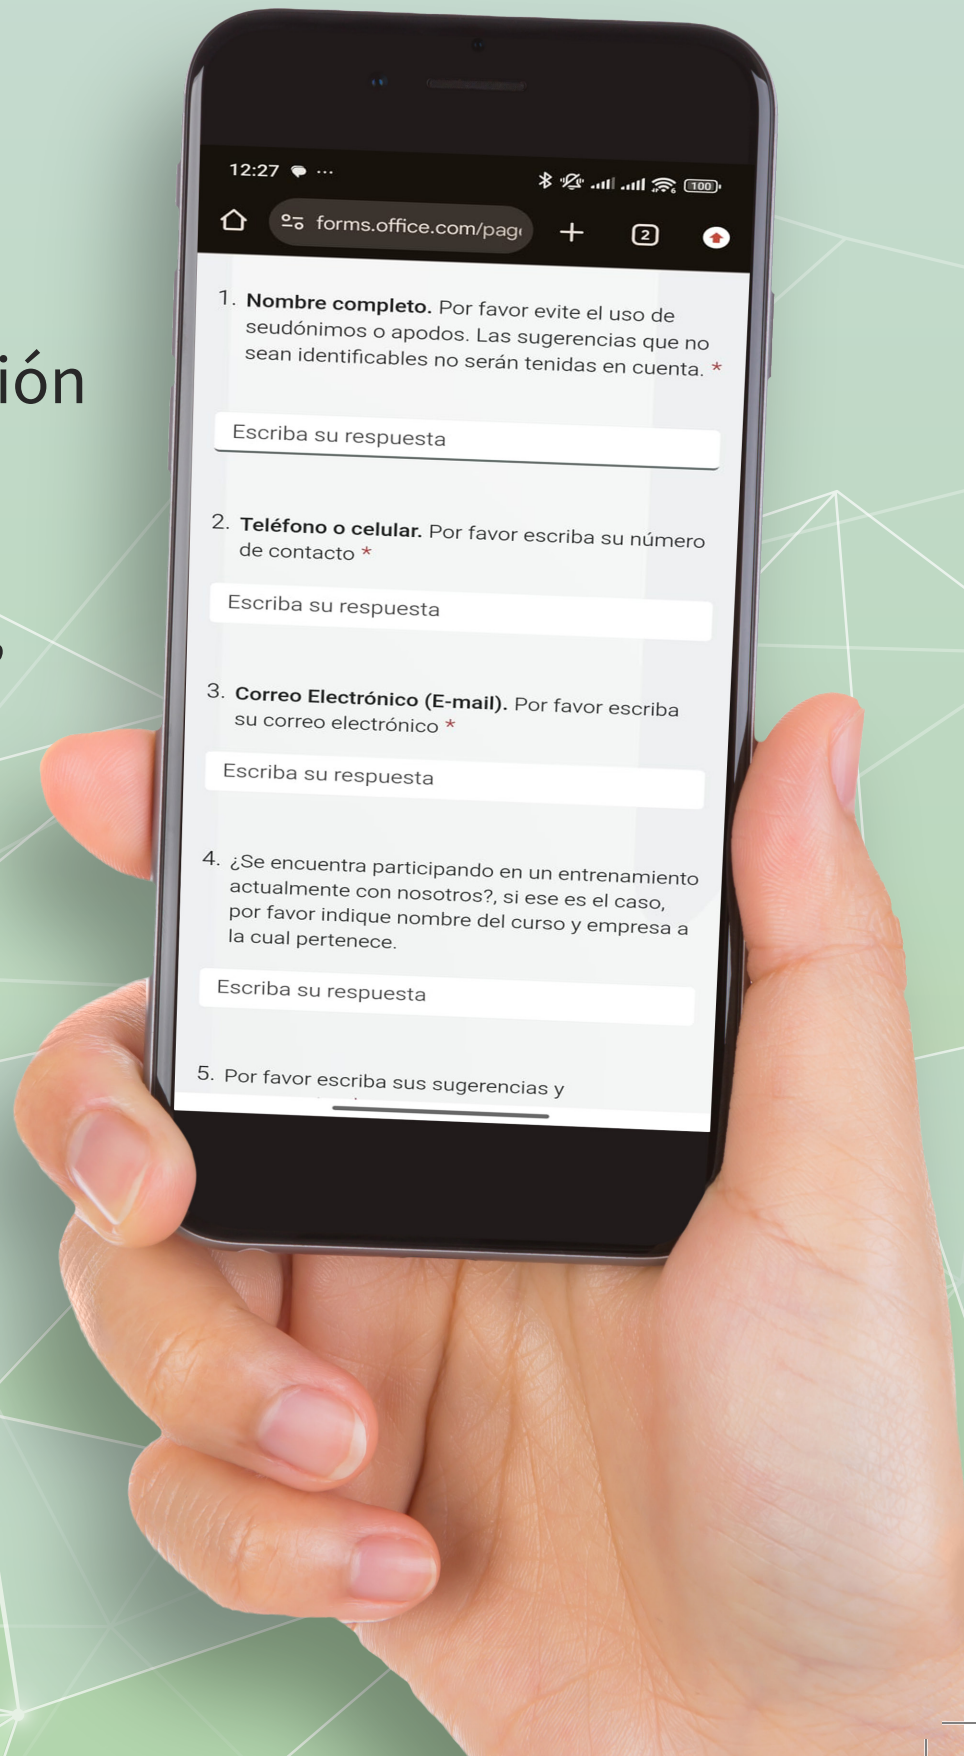 12:27
100
forms.office.com/pag
2
1. Nombre completo. Por favor evite el uso de
seudónimos o apodos. Las sugerencias que no
sean identificables no serán tenidas en cuenta. *
ión
Escriba su respuesta
2. Teléfono o celular. Por favor escriba su número
de contacto *
Escriba su respuesta
3. Correo Electrónico (E-mail). Por favor escriba
su correo electrónico *
Escriba su respuesta
4. ¿Se encuentra participando en un entrenamiento
actualmente con nosotros?, si ese es el caso,
por favor indique nombre del curso y empresa a
la cual pertenece.
Escriba su respuesta
5. Por favor escriba sus sugerencias y